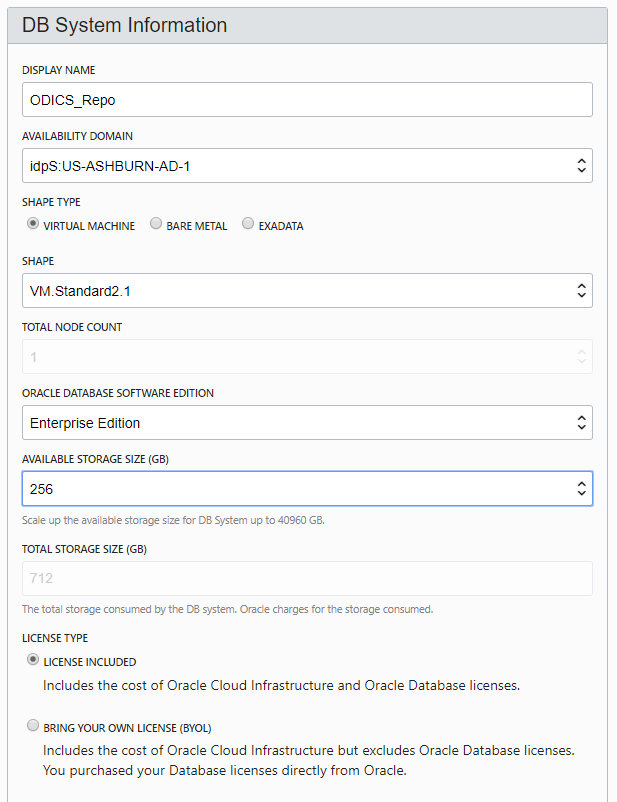 DB System Information
DISPLAY NAME
ODICS_Repo
AVAILABILITY DOMAIN
idpS:US-ASHBURN-AD-1
SHAPE TYPE
VIRTUAL MACHINE BARE METAL EXADATA
SHAPE
VM.Standard2.1
TOTAL NODE COUNT
1
ORACLE DATABASE SOFTWARE EDITION
Enterprise Edition
AVAILABLE STORAGE SIZE (GB)
256
Scale up the available storage size for DB System up to 40960 GB.
TOTAL STORAGE SIZE (GB)
712
The total storage consumed by the DB system. Oracle charges for the storage consumed.
LICENSE TYPE
LICENSE INCLUDED
Includes the cost of Oracle Cloud Infrastructure and Oracle Database licenses.
BRING YOUR OWN LICENSE (BYOL)
Includes the cost of Oracle Cloud Infrastructure but excludes Oracle Database licenses.
You purchased your Database licenses directly from Oracle.